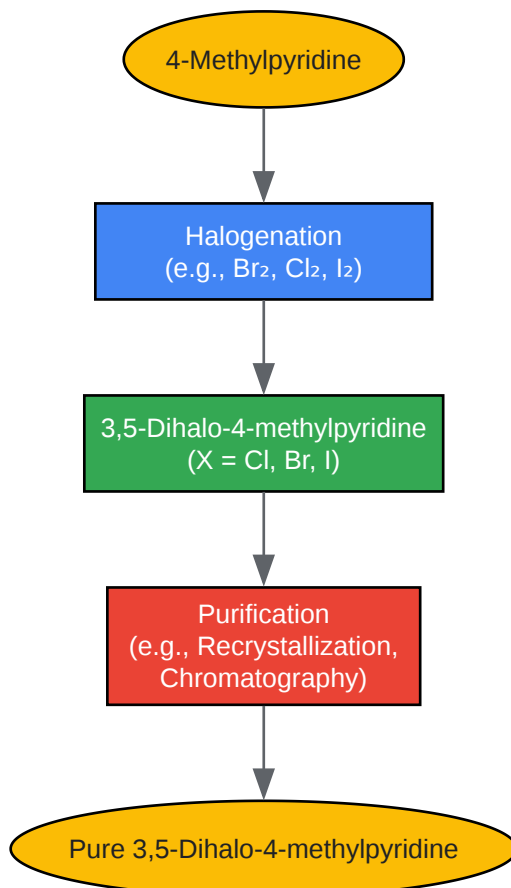 4-Methylpyridine
Halogenation
(e.g., Br₂, Cl₂, I₂)
3,5-Dihalo-4-methylpyridine
(X = Cl, Br, I)
Purification
(e.g., Recrystallization,
Chromatography)
Pure 3,5-Dihalo-4-methylpyridine